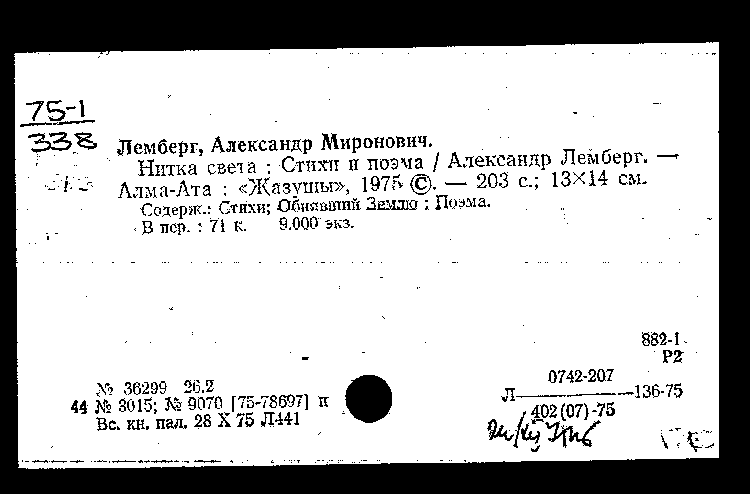 75-1
338
Лемберг, Александр Миронович.
Нитка света : Стихи и поэма / Александр Лемберг. —
Алма-Ата : «Жазушы», 1975 ©. — 203 с.; 13×14 см.
Содерж.: Стихи; Обнявший Землю : Поэма.
В пер. : 71 к. 9.000 экз.
882-1
Р2
№ 36299 26.2
44 № 3015; № 9070 [75-78697] п
Вс. кн. пал. 28 X 75 Л441
0742-207
Л 136-75
402(07)-75